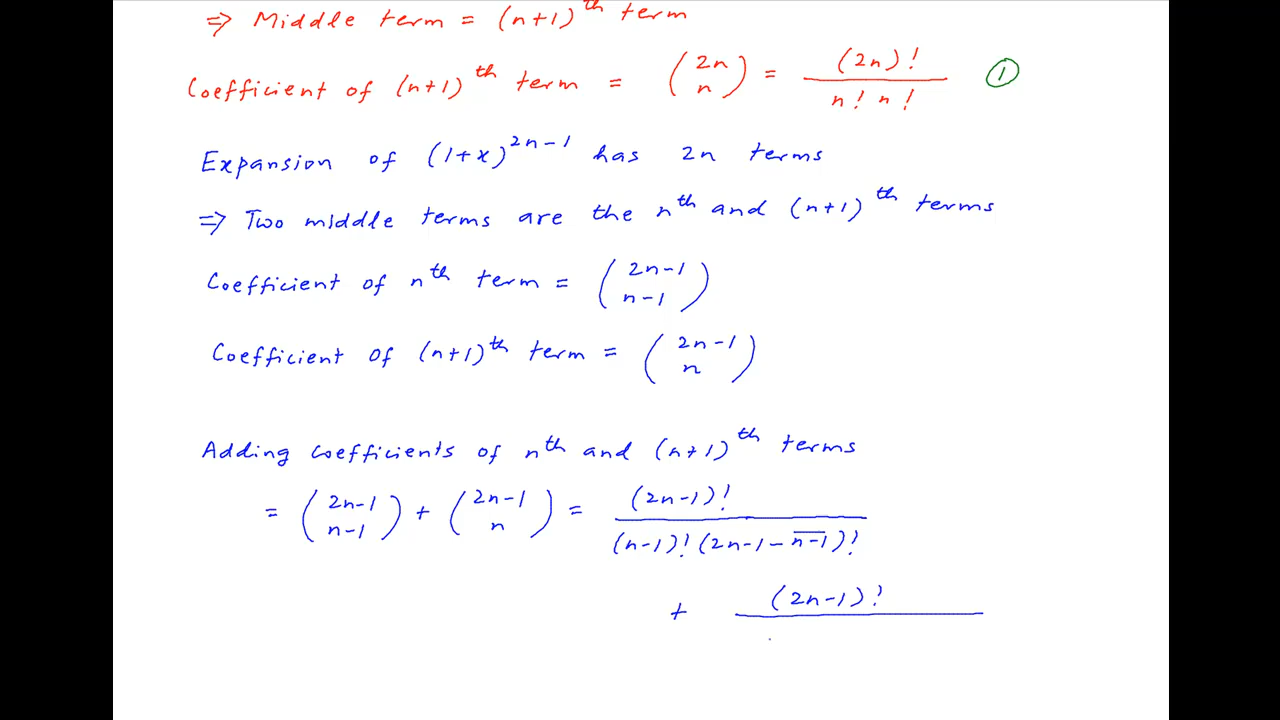 ⇒ Middle term = (n+1)th term
Coefficient of (n+1)th term = (2n n) = (2n)! / n! n! ①
Expansion of (1+x)^2n-1 has 2n terms
⇒ Two middle terms are the nth and (n+1)th terms
Coefficient of nth term = (2n-1 n-1)
Coefficient of (n+1)th term = (2n-1 n)
Adding coefficients of nth and (n+1)th terms
= (2n-1 n-1) + (2n-1 n) = (2n-1)! / (n-1)! (2n-1-n̅-̅1̅)!
+ (2n-1)!